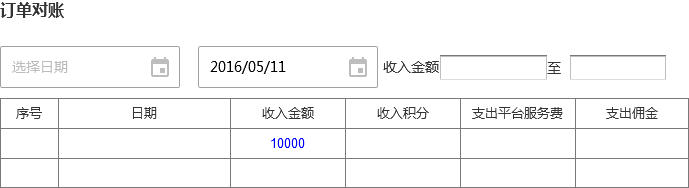 订单对账
选择日期 2016/05/11 收入金额 至
序号 日期 收入金额 收入积分 支出平台服务费 支出佣金
10000